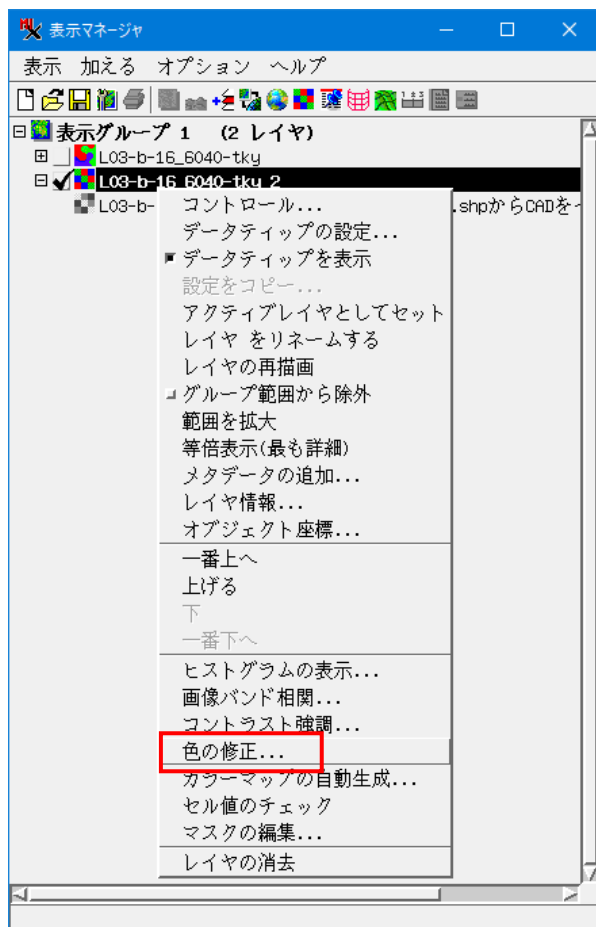 表示マネージャ
表示 加える オプション ヘルプ
表示グループ 1 (2 レイヤ)
L03-b-16_6040-tky
L03-b-16_6040-tky 2
L03-b- .shpからCADを~
コントロール...
データティップの設定...
データティップを表示
設定をコピー...
アクティブレイヤとしてセット
レイヤ をリネームする
レイヤの再描画
グループ範囲から除外
範囲を拡大
等倍表示(最も詳細)
メタデータの追加...
レイヤ情報...
オブジェクト座標...
一番上へ
上げる
下
一番下へ
ヒストグラムの表示...
画像バンド相関...
コントラスト強調...
色の修正...
カラーマップの自動生成...
セル値のチェック
マスクの編集...
レイヤの消去